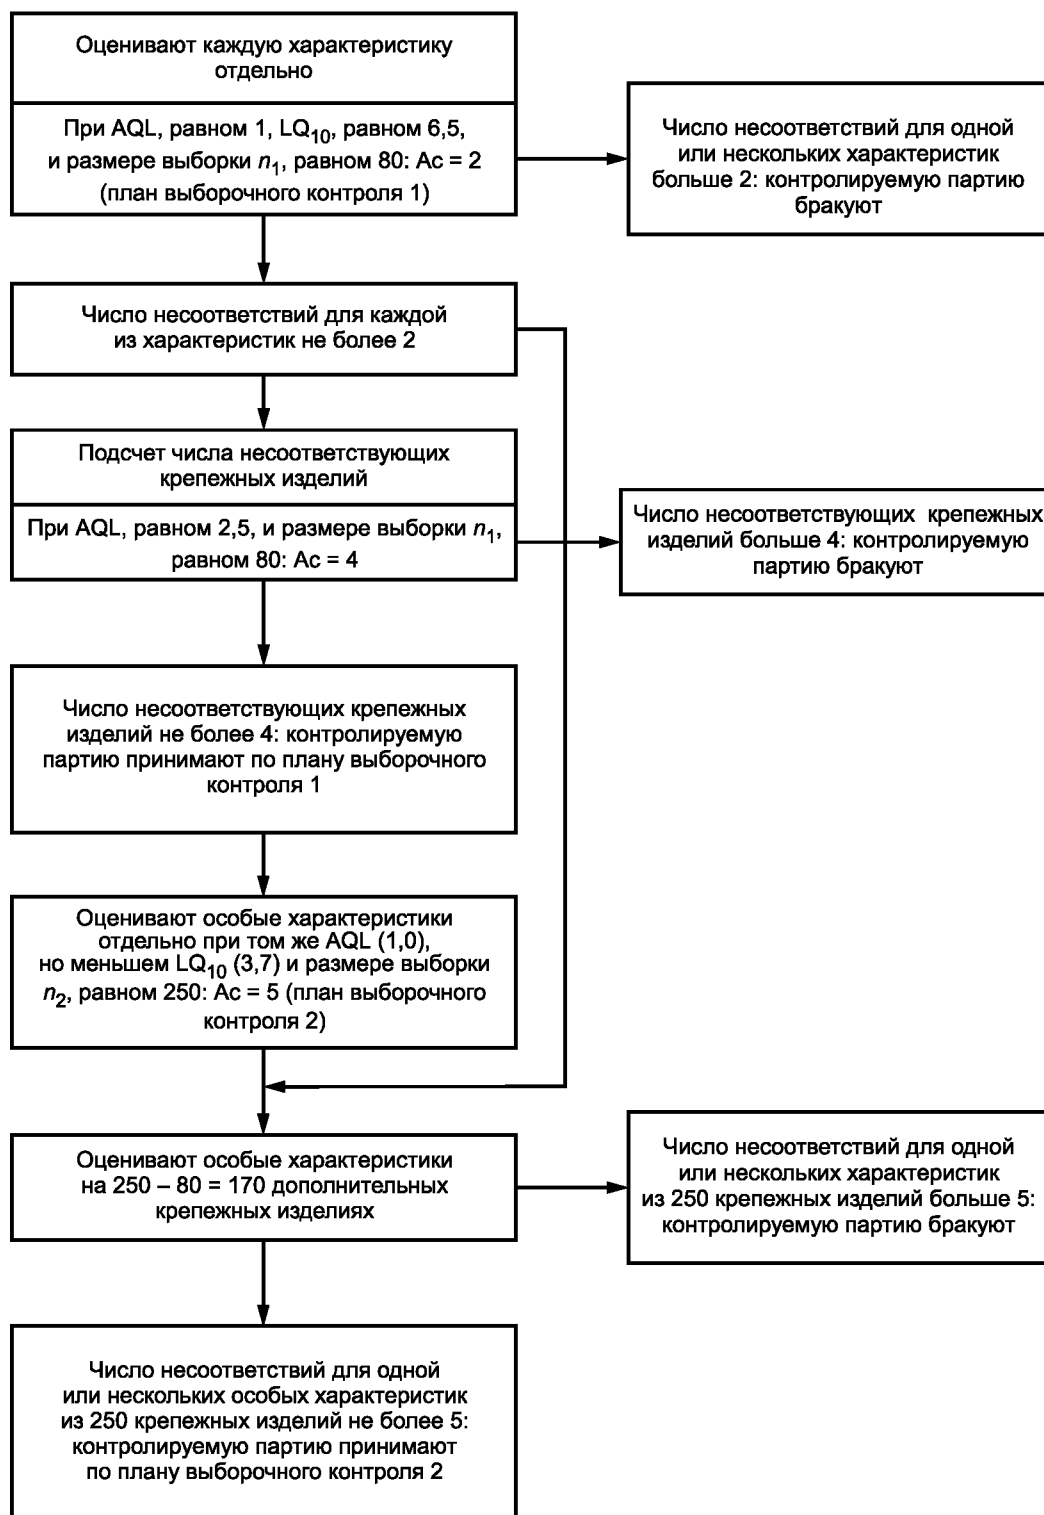 Оценивают каждую характеристику
отдельно
При AQL, равном 1, LQ10, равном 6,5,
и размере выборки n1, равном 80: Ac = 2
(план выборочного контроля 1)
Число несоответствий для одной
или нескольких характеристик
больше 2: контролируемую партию
бракуют
Число несоответствий для каждой
из характеристик не более 2
Подсчет числа несоответствующих
крепежных изделий
При AQL, равном 2,5, и размере выборки n1,
равном 80: Ac = 4
Число несоответствующих крепежных
изделий больше 4: контролируемую
партию бракуют
Число несоответствующих крепежных
изделий не более 4: контролируемую
партию принимают по плану выборочного
контроля 1
Оценивают особые характеристики
отдельно при том же AQL (1,0),
но меньшем LQ10 (3,7) и размере выборки
n2, равном 250: Ac = 5 (план выборочного
контроля 2)
Оценивают особые характеристики
на 250 – 80 = 170 дополнительных
крепежных изделиях
Число несоответствий для одной
или нескольких характеристик
из 250 крепежных изделий больше 5:
контролируемую партию бракуют
Число несоответствий для одной
или нескольких особых характеристик
из 250 крепежных изделий не более 5:
контролируемую партию принимают
по плану выборочного контроля 2